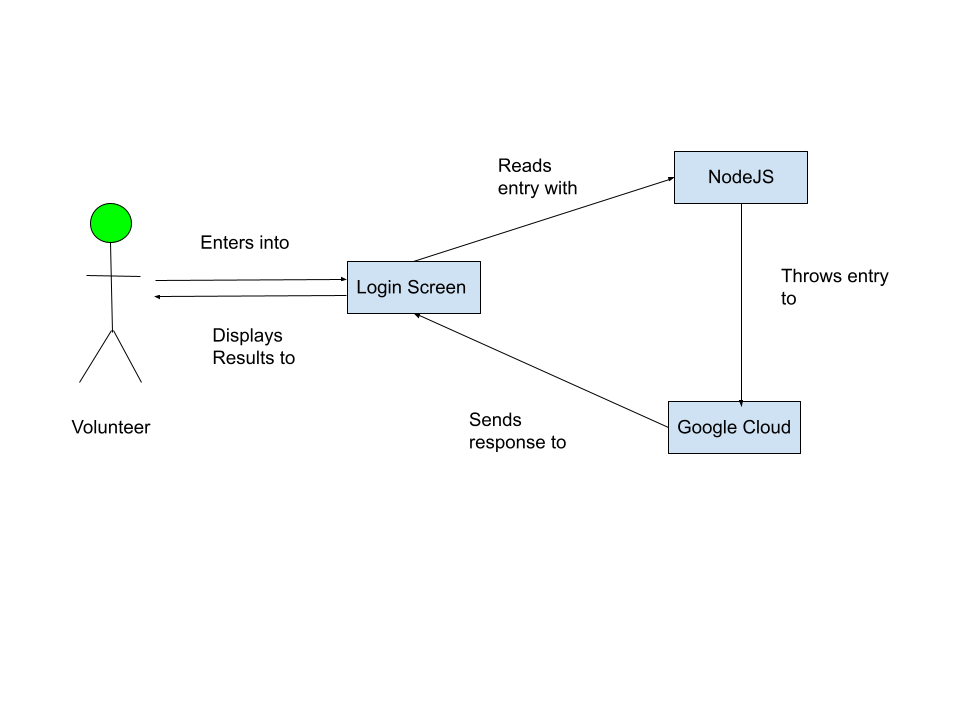 Reads
entry with
NodeJS
Enters into
Login Screen
Throws entry
to
Displays
Results to
Volunteer
Sends
response to
Google Cloud